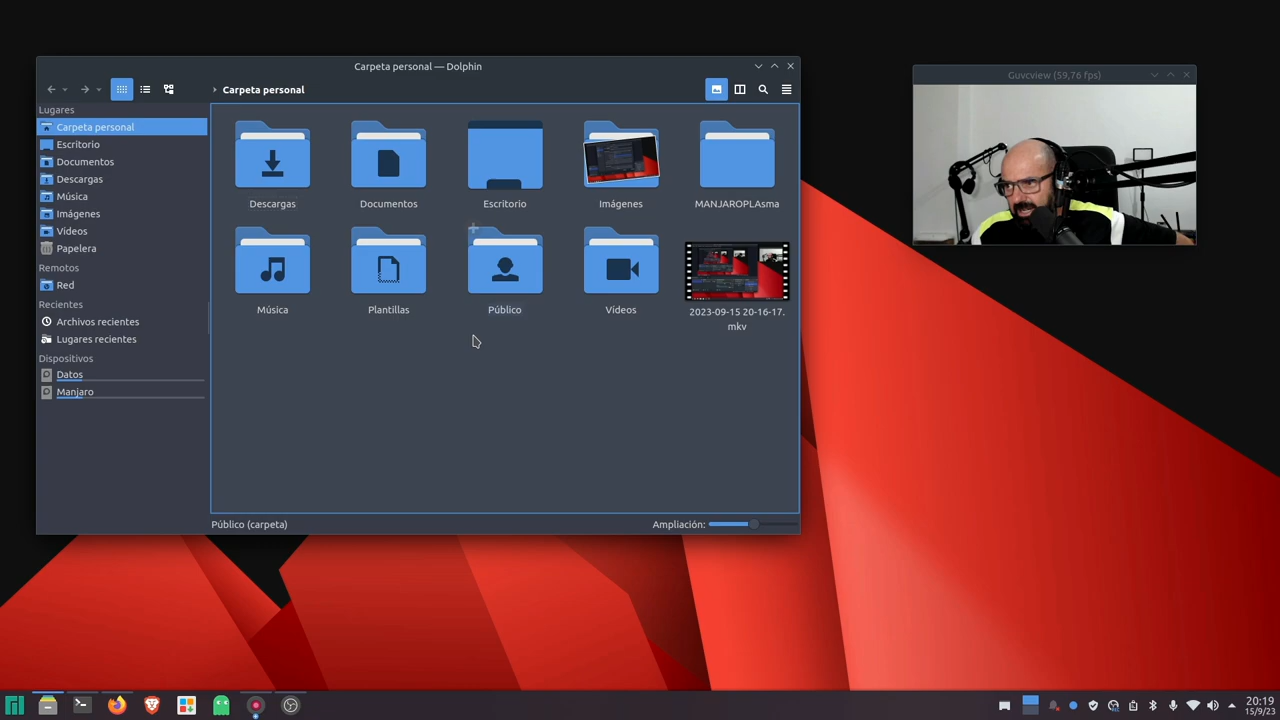 Carpeta personal — Dolphin
Carpeta personal
Lugares
Carpeta personal
Escritorio
Documentos
Descargas
Música
Imágenes
Vídeos
Papelera
Remotos
Red
Recientes
Archivos recientes
Lugares recientes
Dispositivos
Datos
Manjaro
Descargas
Documentos
Escritorio
Imágenes
MANJAROPLAsma
Música
Plantillas
Público
Vídeos
2023-09-15 20-16-17.
mkv
Público (carpeta)
Ampliación:
Guvcview (59,76 fps)
20:19
15/9/23